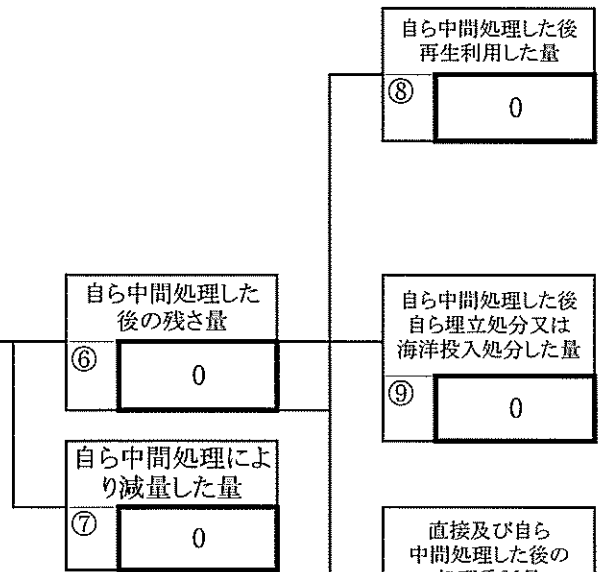 自ら中間処理した後
再生利用した量
⑧
0
自ら中間処理した
後の残さ量
⑥
0
自ら中間処理した後
自ら埋立処分又は
海洋投入処分した量
⑨
0
自ら中間処理によ
り減量した量
⑦
0
直接及び自ら
中間処理した後の